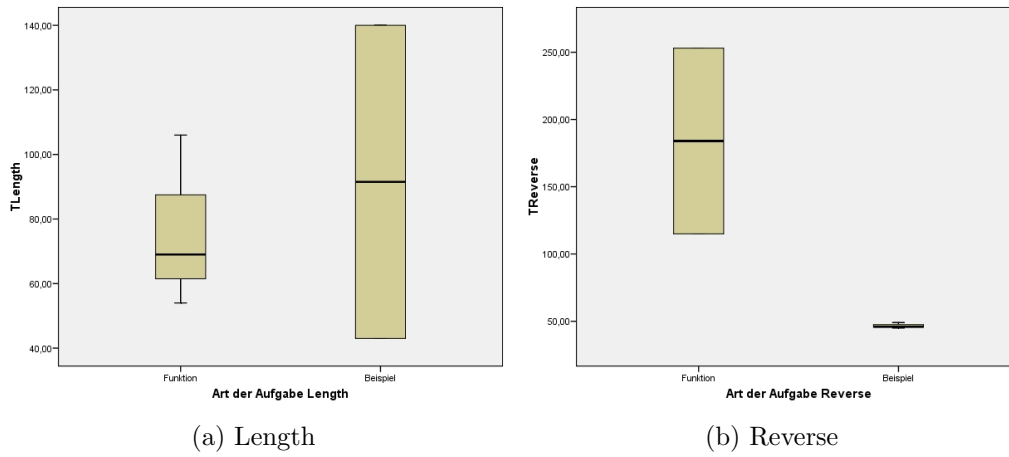 140,00
120,00
100,00
80,00
60,00
40,00
TLength
Funktion
Beispiel
Art der Aufgabe Length
(a) Length
250,00
200,00
150,00
100,00
50,00
TReverse
Funktion
Beispiel
Art der Aufgabe Reverse
(b) Reverse